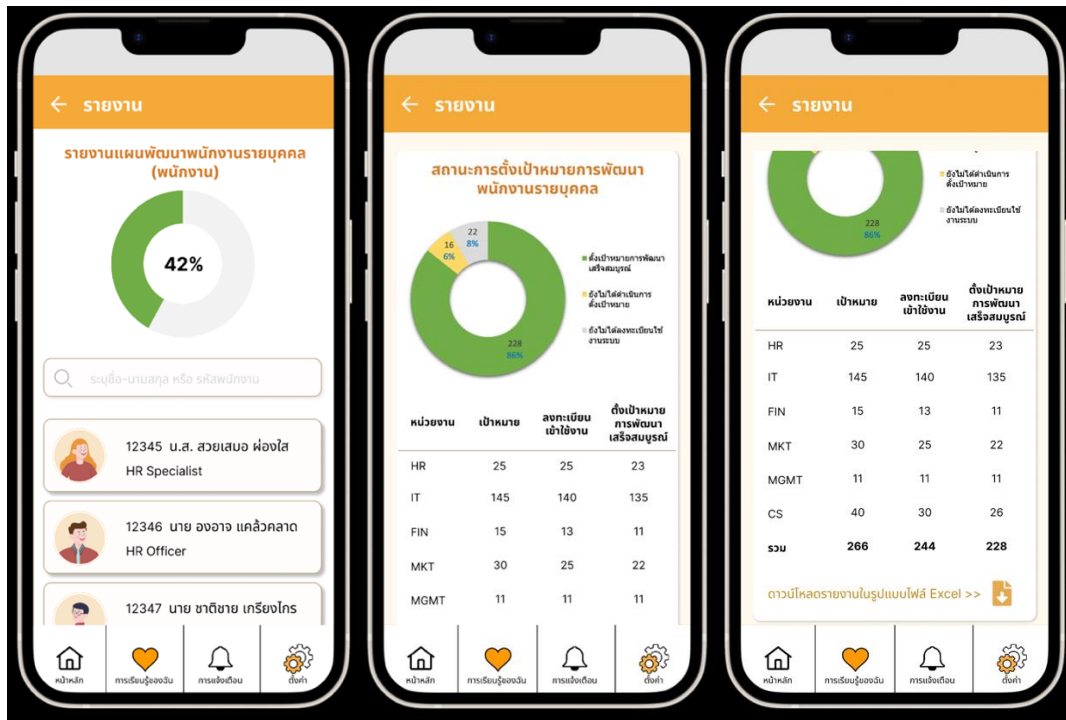 รายงาน
รายงานแผนพัฒนาพนักงานรายบุคคล
(พนักงาน)
42%
ระบุชื่อ-นามสกุล หรือ รหัสพนักงาน
12345 น.ส. สวยเสมอ ผ่องใส
HR Specialist
12346 นาย องอาจ แคล้วคลาด
HR Officer
12347 นาย ชาติชาย เกรียงไกร
หน้าหลัก การเรียนรู้ของฉัน การแจ้งเตือน ตั้งค่า
รายงาน
สถานะการตั้งเป้าหมายการพัฒนา
พนักงานรายบุคคล
22
8%
16
6%
228
86%
ตั้งเป้าหมายการพัฒนา
เสร็จสมบูรณ์
ยังไม่ได้ดำเนินการ
ตั้งเป้าหมาย
ยังไม่ได้ลงทะเบียนใช้
งานระบบ
หน่วยงาน เป้าหมาย ลงทะเบียน
เข้าใช้งาน ตั้งเป้าหมาย
การพัฒนา
เสร็จสมบูรณ์
HR 25 25 23
IT 145 140 135
FIN 15 13 11
MKT 30 25 22
MGMT 11 11 11
หน้าหลัก การเรียนรู้ของฉัน การแจ้งเตือน ตั้งค่า
รายงาน
228
86%
ยังไม่ได้ดำเนินการ
ตั้งเป้าหมาย
ยังไม่ได้ลงทะเบียนใช้
งานระบบ
หน่วยงาน เป้าหมาย ลงทะเบียน
เข้าใช้งาน ตั้งเป้าหมาย
การพัฒนา
เสร็จสมบูรณ์
HR 25 25 23
IT 145 140 135
FIN 15 13 11
MKT 30 25 22
MGMT 11 11 11
CS 40 30 26
รวม 266 244 228
ดาวน์โหลดรายงานในรูปแบบไฟล์ Excel >>
หน้าหลัก การเรียนรู้ของฉัน การแจ้งเตือน ตั้งค่า